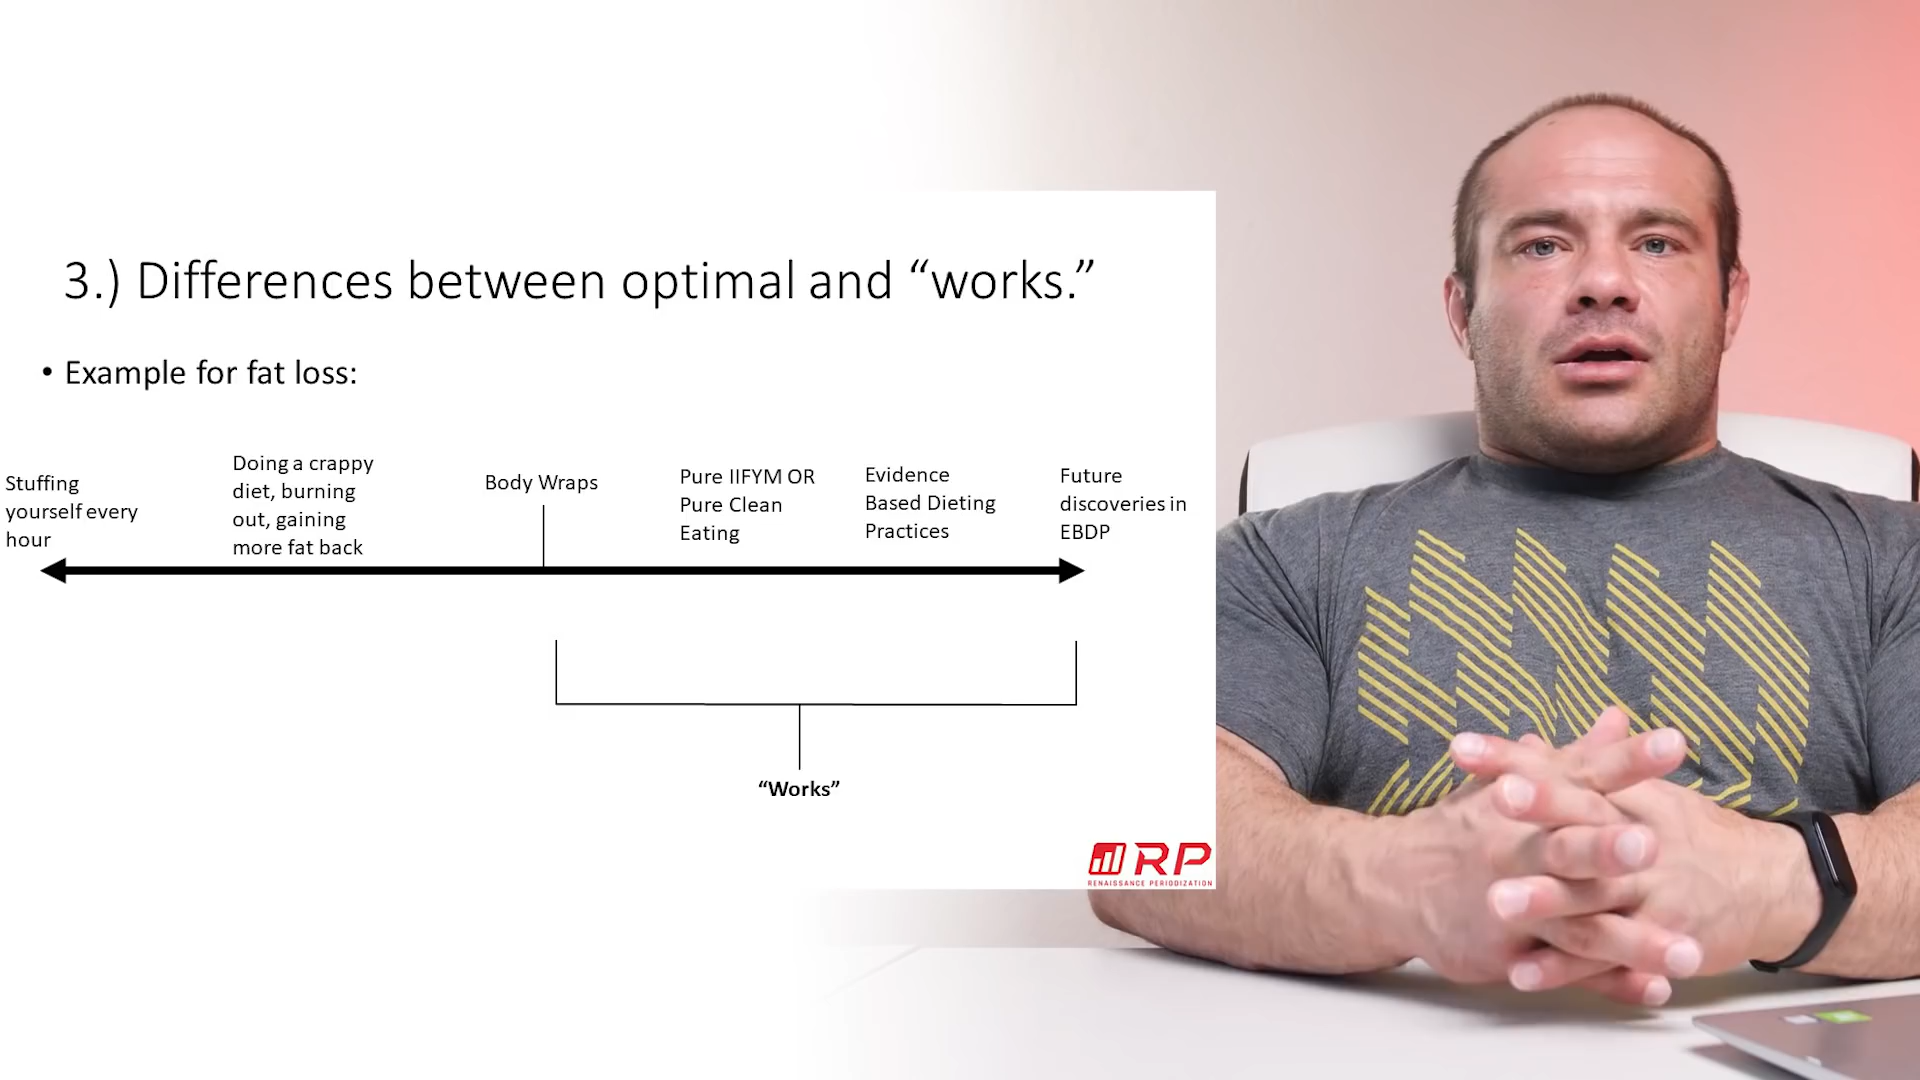 3.) Differences between optimal and “works.”
• Example for fat loss:
Stuffing
yourself every
hour
Doing a crappy
diet, burning
out, gaining
more fat back
Body Wraps
Pure IIFYM OR
Pure Clean
Eating
Evidence
Based Dieting
Practices
Future
discoveries in
EBDP
“Works”
RP
RENAISSANCE PERIODIZATION